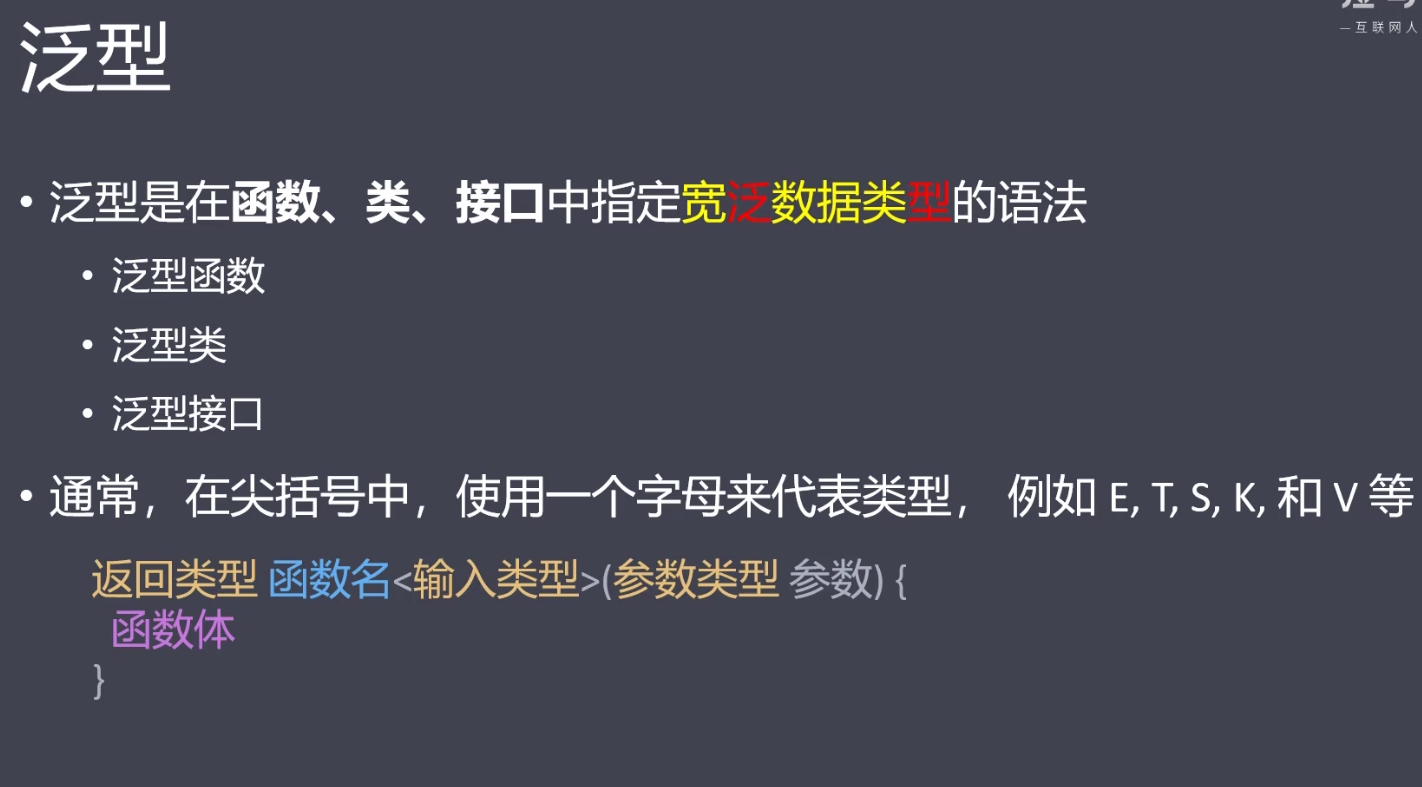 一互联网人
泛型
• 泛型是在函数、类、接口中指定宽泛数据类型的语法
• 泛型函数
• 泛型类
• 泛型接口
• 通常，在尖括号中，使用一个字母来代表类型， 例如 E, T, S, K, 和 V 等
返回类型 函数名<输入类型>(参数类型 参数) {
函数体
}